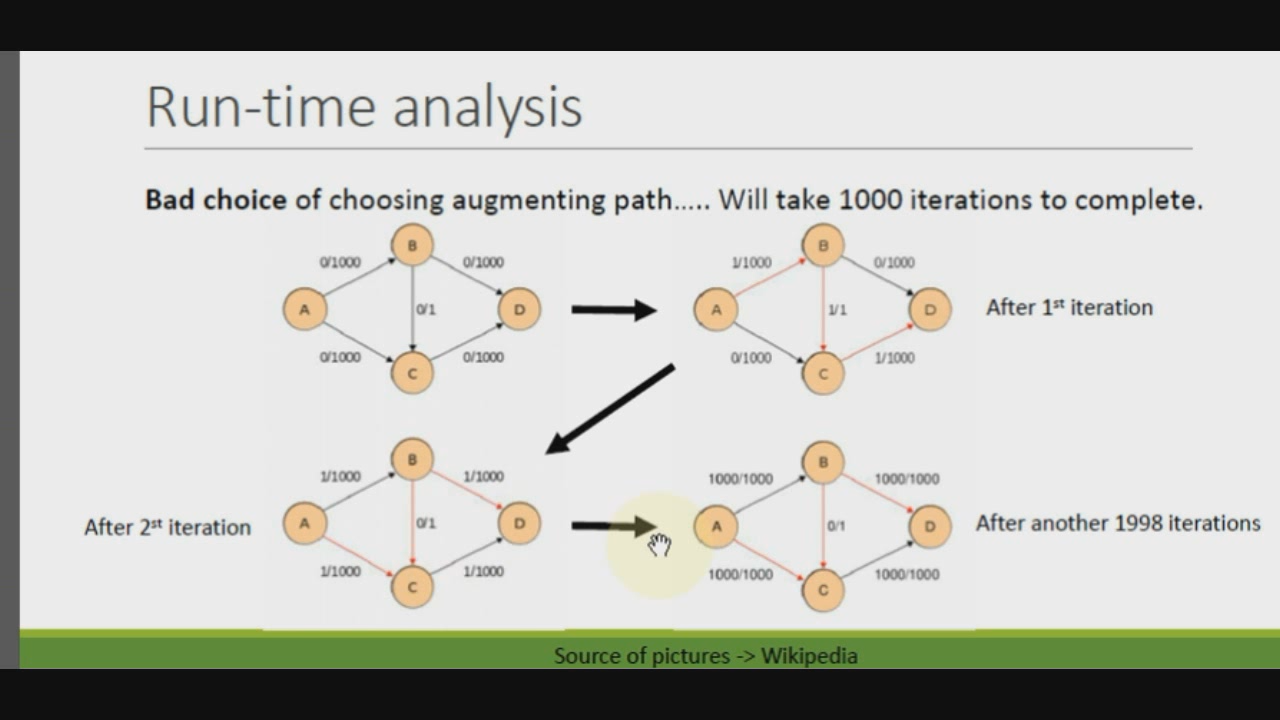 Run-time analysis
Bad choice of choosing augmenting path..... Will take 1000 iterations to complete.
B
0/1000
0/1000
A
0/1
D
0/1000
0/1000
C
B
1/1000
0/1000
A
1/1
D
0/1000
1/1000
C
After 1st iteration
After 2st iteration
B
1/1000
1/1000
A
0/1
D
1/1000
1/1000
C
B
1000/1000
1000/1000
A
0/1
D
1000/1000
1000/1000
C
After another 1998 iterations
Source of pictures -> Wikipedia